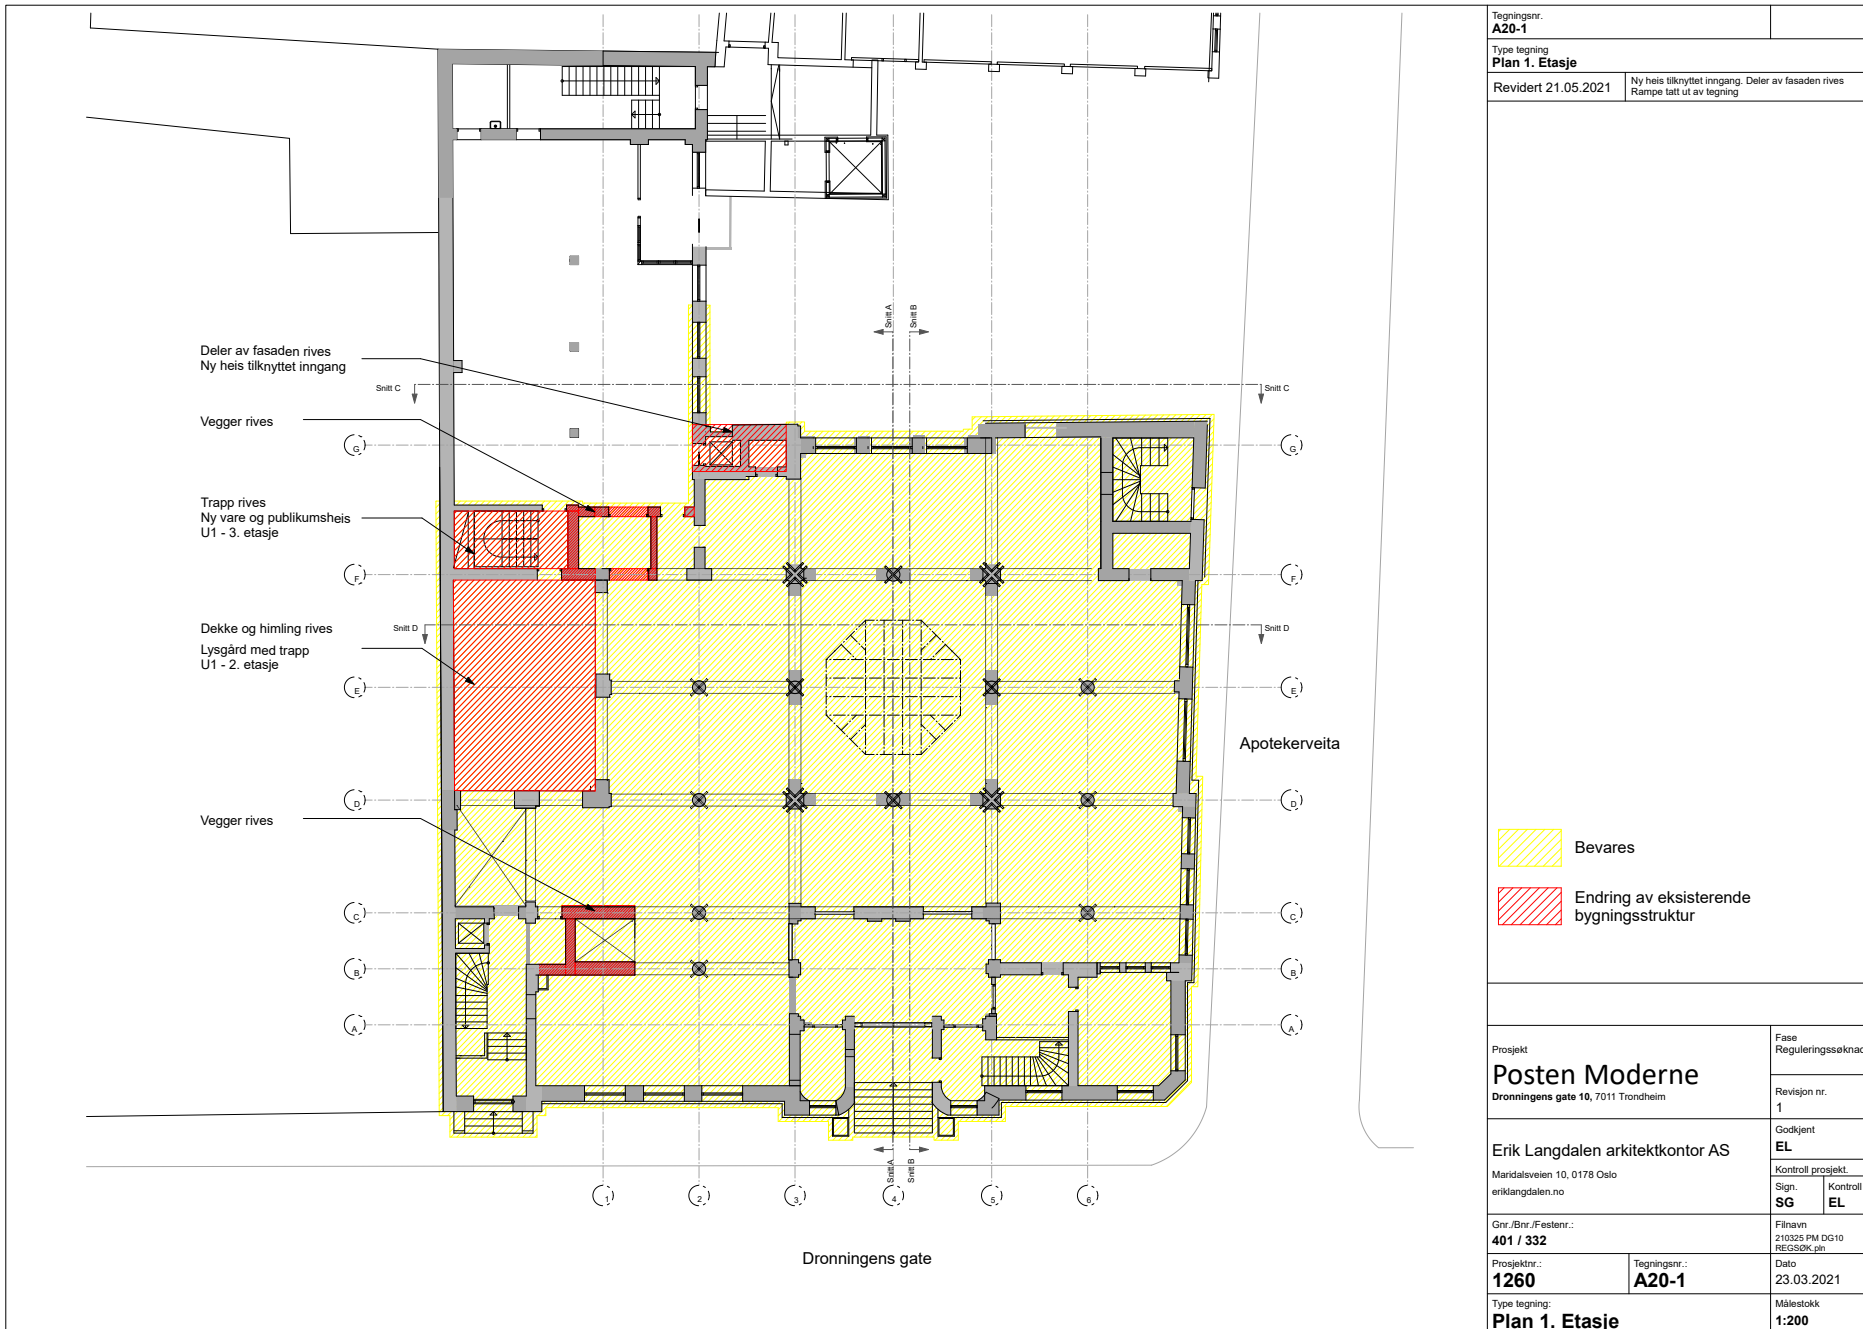 Tegningsnr.
A20-1
Type tegning
Plan 1. Etasje
Revidert 21.05.2021
Ny heis tilknyttet inngang. Deler av fasaden rives
Rampe tatt ut av tegning
Snitt A
Snitt B
Deler av fasaden rives
Ny heis tilknyttet inngang
Snitt C
Snitt C
Vegger rives
G
G
Trapp rives
Ny vare og publikumsheis
U1 - 3. etasje
F
F
Dekke og himling rives
Snitt D
Snitt D
Lysgård med trapp
U1 - 2. etasje
E
E
Apotekerveita
D
D
Vegger rives
C
C
B
B
A
A
Snitt A
Snitt B
1
2
3
4
5
6
Dronningens gate
Bevares
Endring av eksisterende
bygningsstruktur
Prosjekt
Posten Moderne
Dronningens gate 10, 7011 Trondheim
Fase
Reguleringssøknad
Revisjon nr.
1
Erik Langdalen arkitektkontor AS
Maridalsveien 10, 0178 Oslo
eriklangdalen.no
Godkjent
EL
Kontroll prosjekt.
Sign.
SG
Kontroll
EL
Gnr./Bnr./Festenr.:
401 / 332
Filnavn
210325 PM DG10
REGSØK.pln
Prosjektnr.:
1260
Tegningsnr.:
A20-1
Dato
23.03.2021
Type tegning:
Plan 1. Etasje
Målestokk
1:200